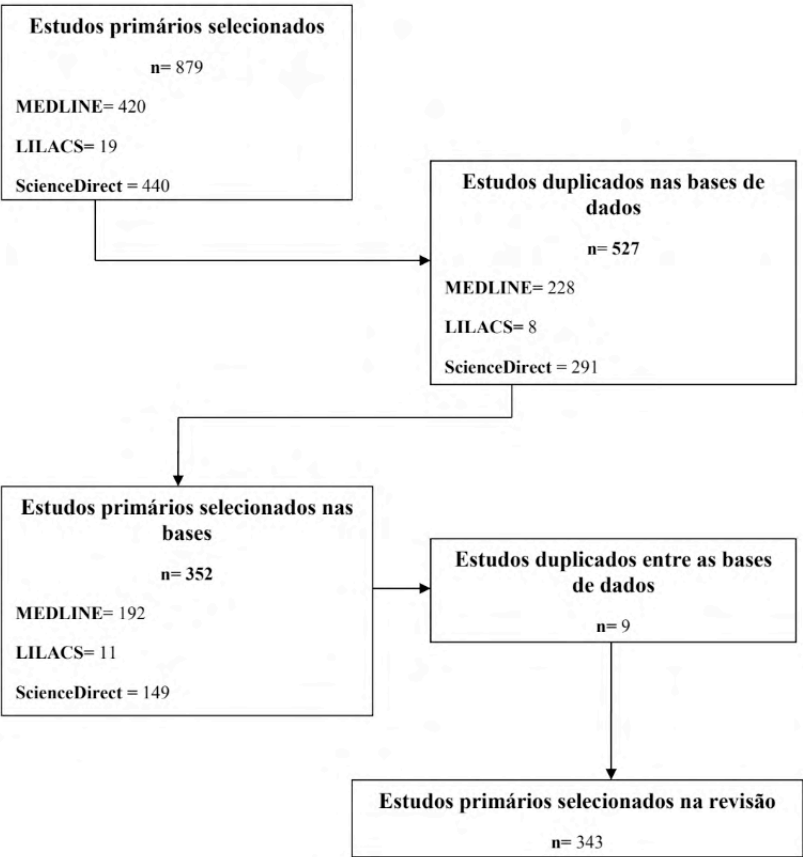 Estudos primários selecionados
n= 879
MEDLINE= 420
LILACS= 19
ScienceDirect = 440
Estudos duplicados nas bases de
dados
n= 527
MEDLINE= 228
LILACS= 8
ScienceDirect = 291
Estudos primários selecionados nas
bases
n= 352
MEDLINE= 192
LILACS= 11
ScienceDirect = 149
Estudos duplicados entre as bases
de dados
n= 9
Estudos primários selecionados na revisão
n= 343